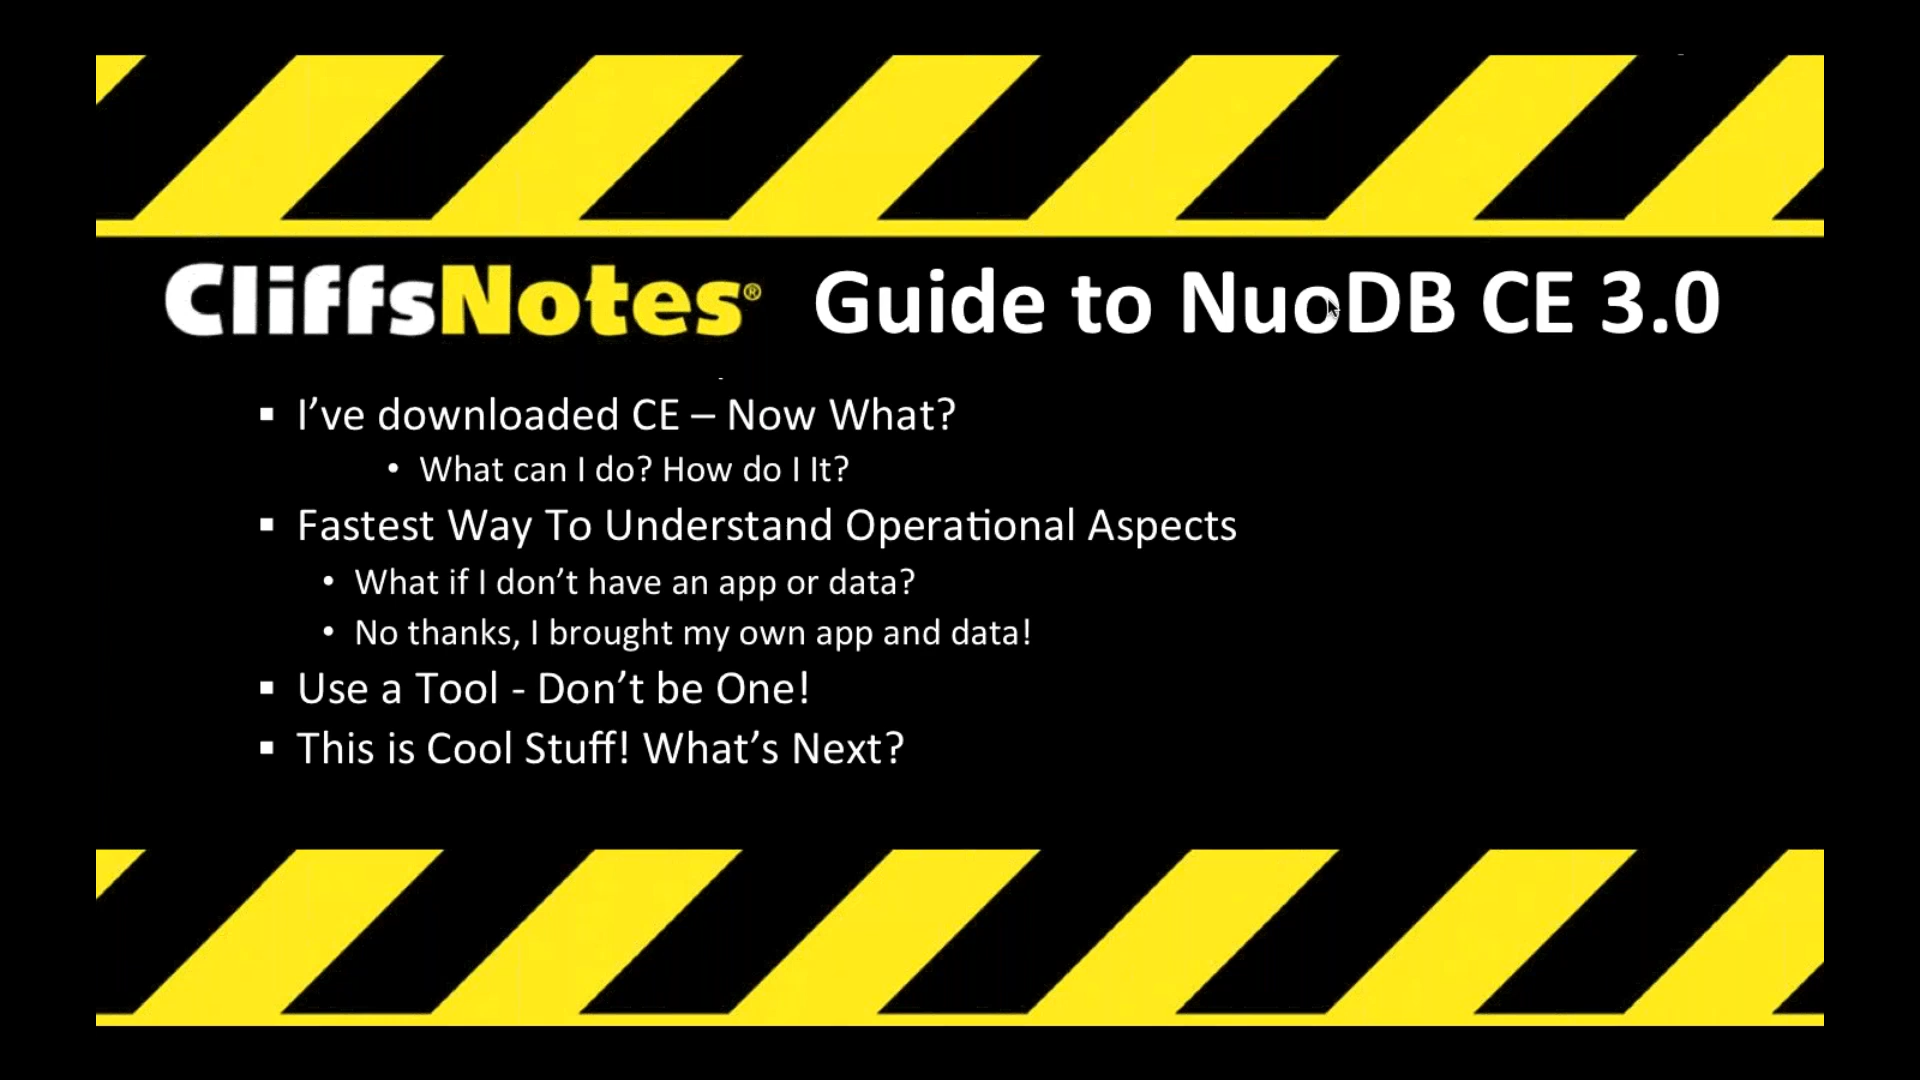 CliffsNotes® Guide to NuoDB CE 3.0
▪ I’ve downloaded CE – Now What?
• What can I do? How do I It?
▪ Fastest Way To Understand Operational Aspects
• What if I don’t have an app or data?
• No thanks, I brought my own app and data!
▪ Use a Tool - Don’t be One!
▪ This is Cool Stuff! What’s Next?